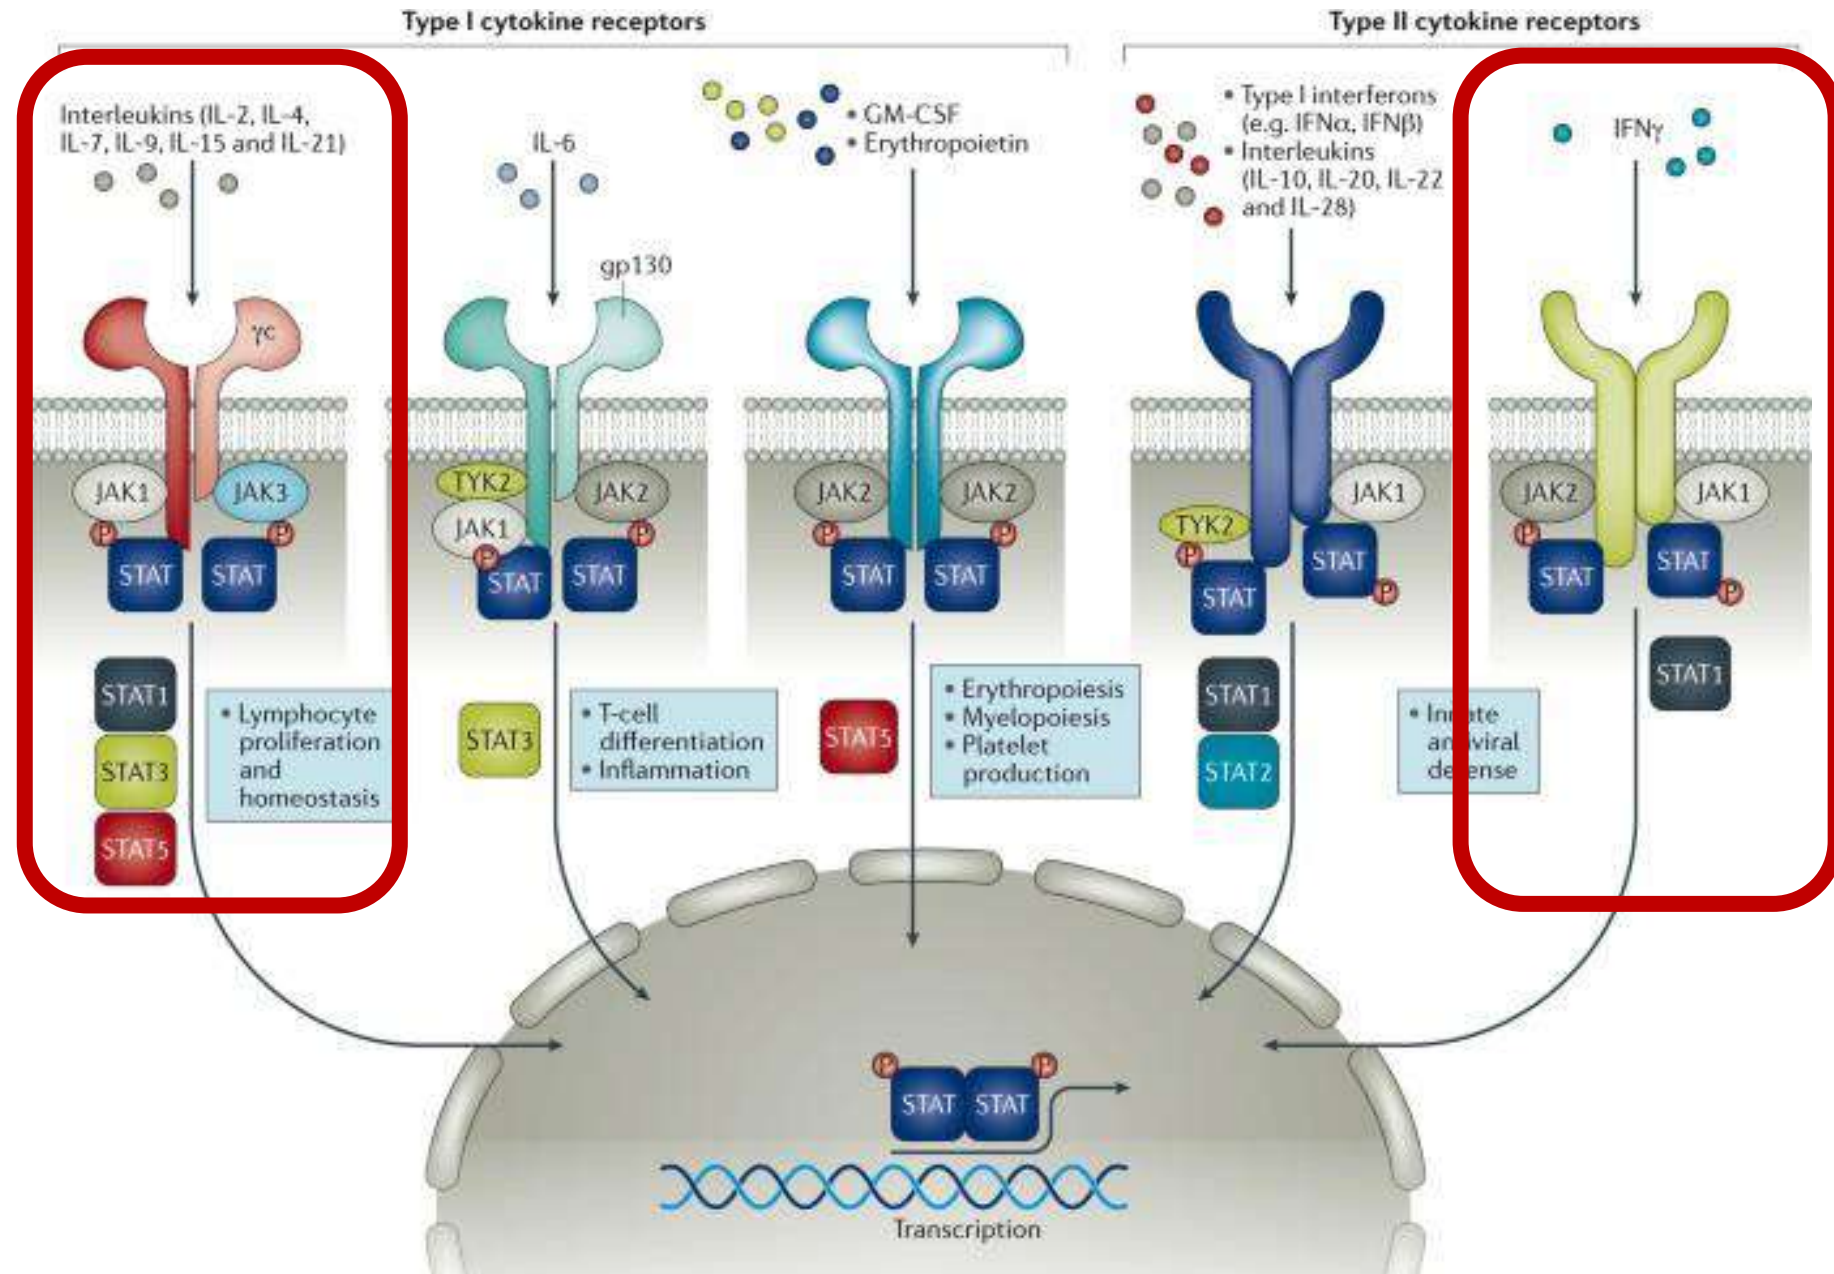 Type I cytokine receptors
Type II cytokine receptors
Interleukins (IL-2, IL-4,
IL-7, IL-9, IL-15 and IL-21)
IL-6
• GM-CSF
• Erythropoietin
• Type I interferons
(e.g. IFNα, IFNβ)
• Interleukins
(IL-10, IL-20, IL-22
and IL-28)
IFNγ
γc
gp130
JAK1
JAK3
P
P
STAT
STAT
TYK2
JAK1
JAK2
P
P
STAT
STAT
JAK2
JAK2
P
P
STAT
STAT
TYK2
JAK1
P
P
STAT
STAT
JAK2
JAK1
P
P
STAT
STAT
STAT1
STAT3
STAT5
• Lymphocyte
proliferation
and
homeostasis
STAT3
• T-cell
differentiation
• Inflammation
STAT5
• Erythropoiesis
• Myelopoiesis
• Platelet
production
STAT1
STAT2
• Innate
antiviral
defense
STAT1
P
P
STAT
STAT
Transcription